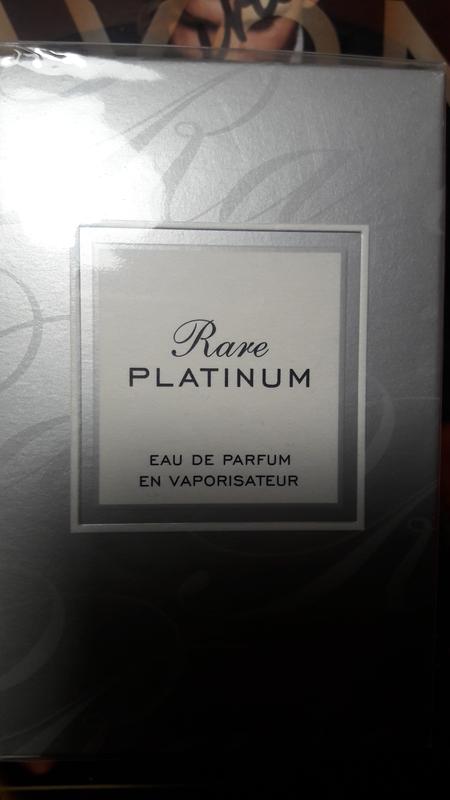 Rare
PLATINUM
EAU DE PARFUM
EN VAPORISATEUR